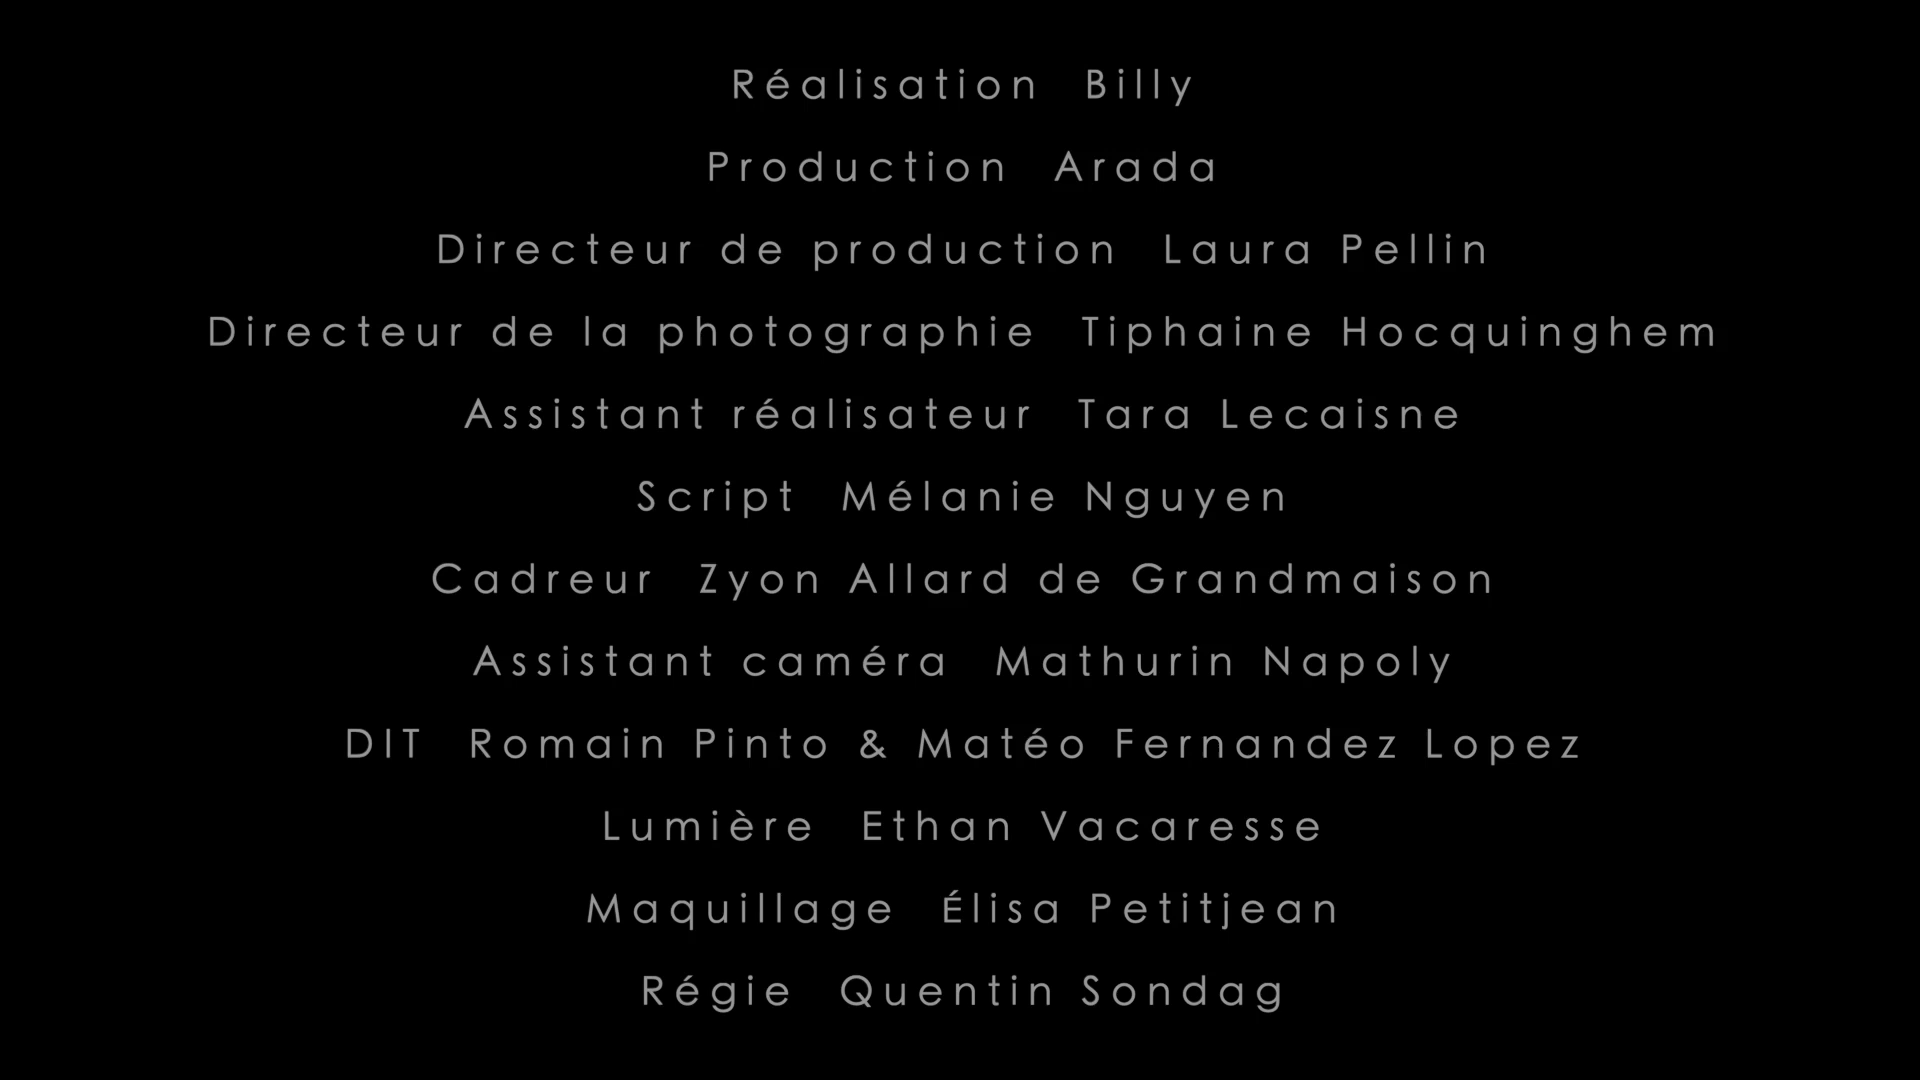 Réalisation Billy
Production Arada
Directeur de production Laura Pellin
Directeur de la photographie Tiphaine Hocquinghem
Assistant réalisateur Tara Lecaisne
Script Mélanie Nguyen
Cadreur Zyon Allard de Grandmaison
Assistant caméra Mathurin Napoly
DIT Romain Pinto & Matéo Fernandez Lopez
Lumière Ethan Vacaresse
Maquillage Élisa Petitjean
Régie Quentin Sondag